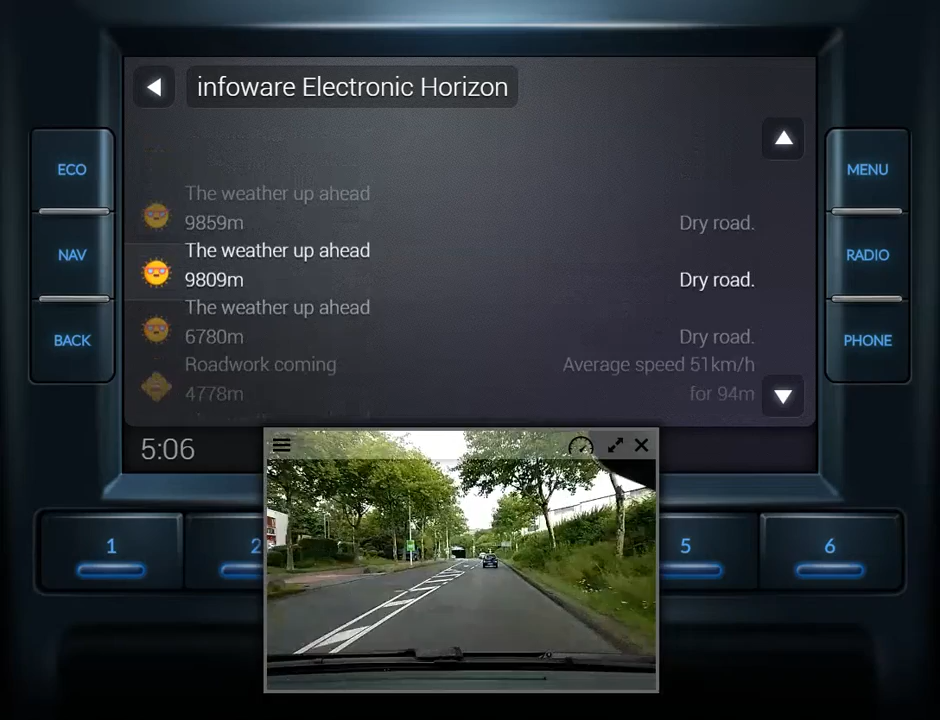 infoware Electronic Horizon
ECO
NAV
BACK
The weather up ahead
9859m Dry road.
The weather up ahead
9809m Dry road.
The weather up ahead
6780m Dry road.
Roadwork coming Average speed 51km/h
4778m for 94m
5:06
MENU
RADIO
PHONE
1
2
5
6